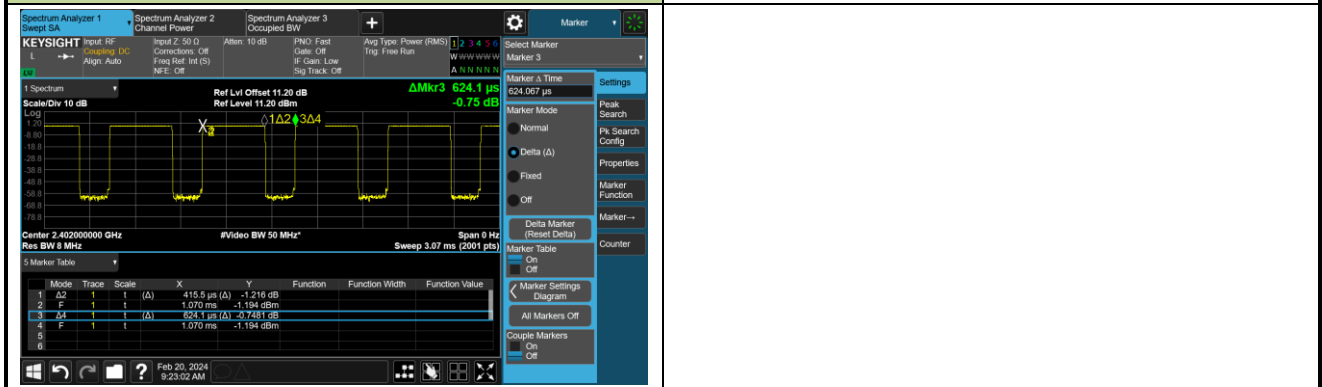 Spectrum Analyzer 1
Swept SA
Spectrum Analyzer 2
Channel Power
Spectrum Analyzer 3
Occupied BW
+
Marker
KEYSIGHT
L
Input: RF
Coupling: DC
Align: Auto
Input Z: 50 Ω
Corrections: Off
Freq Ref: Int (S)
NFE: Off
Atten: 10 dB
PNO: Fast
Gate: Off
IF Gain: Low
Sig Track: Off
Avg Type: Power (RMS)
Trig: Free Run
1 2 3 4 5 6
W W W W W W
A N N N N N
Select Marker
Marker 3
1 Spectrum
Scale/Div 10 dB
Log
Ref Lvl Offset 11.20 dB
Ref Level 11.20 dBm
ΔMkr3 624.1 µs
-0.75 dB
1.20
-8.80
-18.8
-28.8
-38.8
-48.8
-58.8
-68.8
-78.8
1Δ2 3Δ4
Center 2.402000000 GHz
Res BW 8 MHz
#Video BW 50 MHz*
Span 0 Hz
Sweep 3.07 ms (2001 pts)
Marker Δ Time
624.067 µs
Marker Mode
Normal
Delta (Δ)
Fixed
Off
Delta Marker
(Reset Delta)
Marker Table
On
Off
Marker Settings
Diagram
All Markers Off
Couple Markers
On
Off
Settings
Peak
Search
Pk Search
Config
Properties
Marker
Function
Marker→
Counter
5 Marker Table
Mode Trace Scale X Y Function Function Width Function Value
1 Δ2 1 t (Δ) 415.5 µs (Δ) -1.216 dB
2 F 1 t 1.070 ms -1.194 dBm
3 Δ4 1 t (Δ) 624.1 µs (Δ) -0.7481 dB
4 F 1 t 1.070 ms -1.194 dBm
5
6
?
Feb 20, 2024
9:23:02 AM